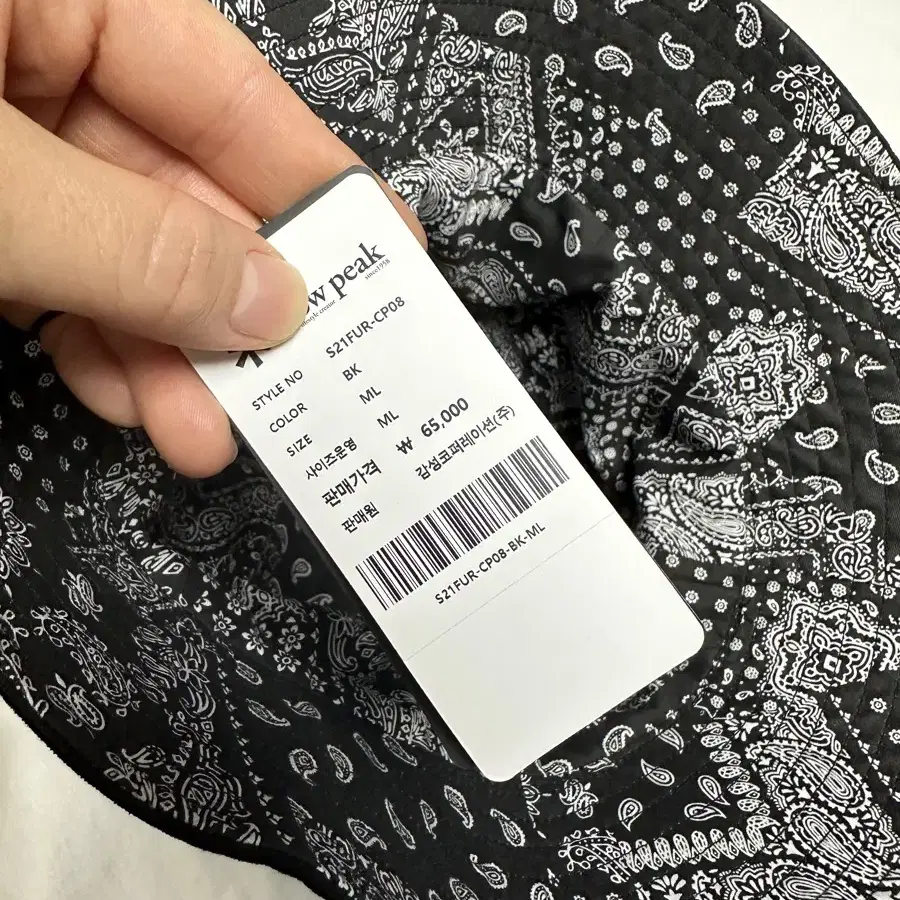 ow peak
since1958
STYLE NO S21FUR-CP08
COLOR BK
SIZE ML
사이즈운영 ML
판매가격 ₩ 65,000
판매원 감성코퍼레이션(주)
S21FUR-CP08-BK-ML